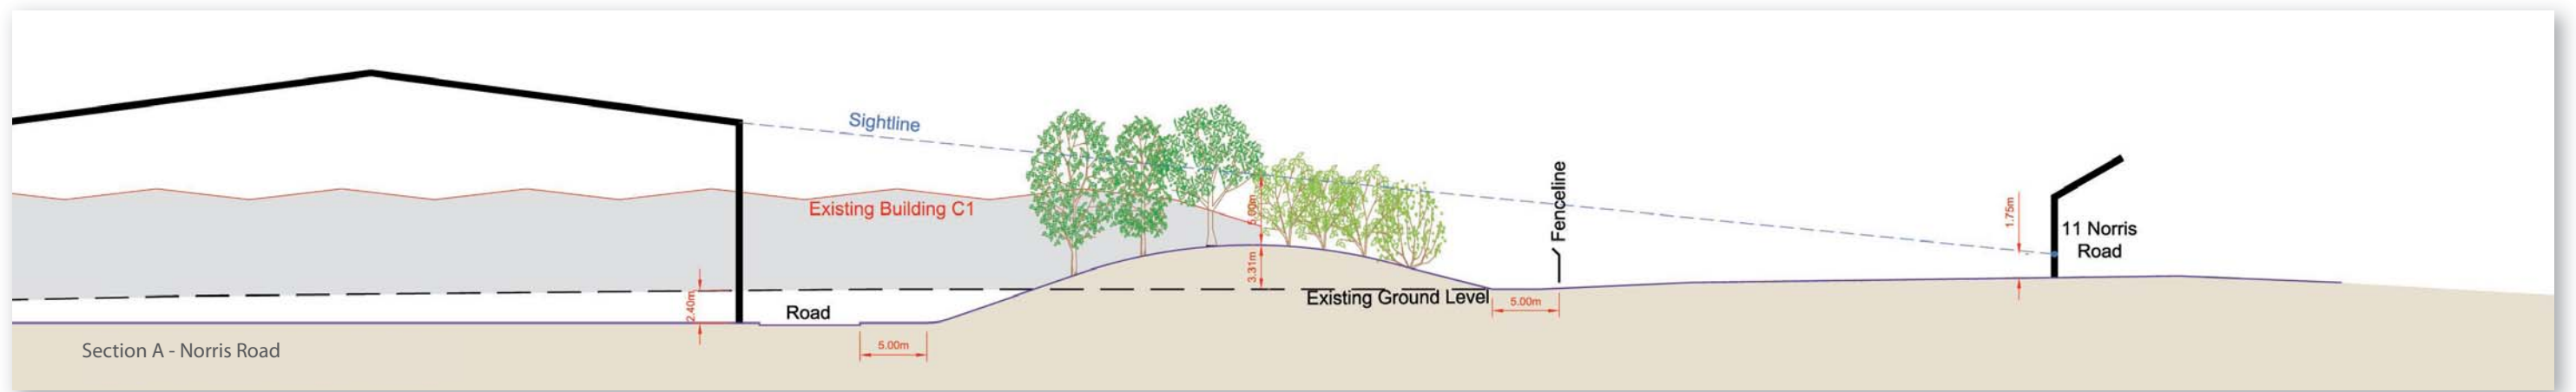 Sightline
Existing Building C1
2.40m
Road
5.00m
5.00m
3.31m
Existing Ground Level
5.00m
Fenceline
1.75m
11 Norris
Road
Section A - Norris Road